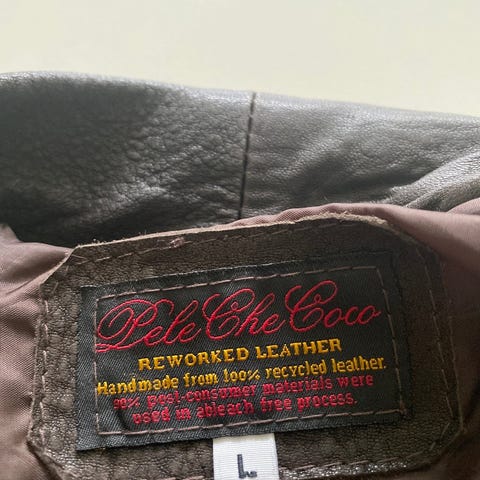 Pele Che Coco
REWORKED LEATHER
Handmade from 100% recycled leather.
99% post-consumer materials were
used in ableach free process.
L